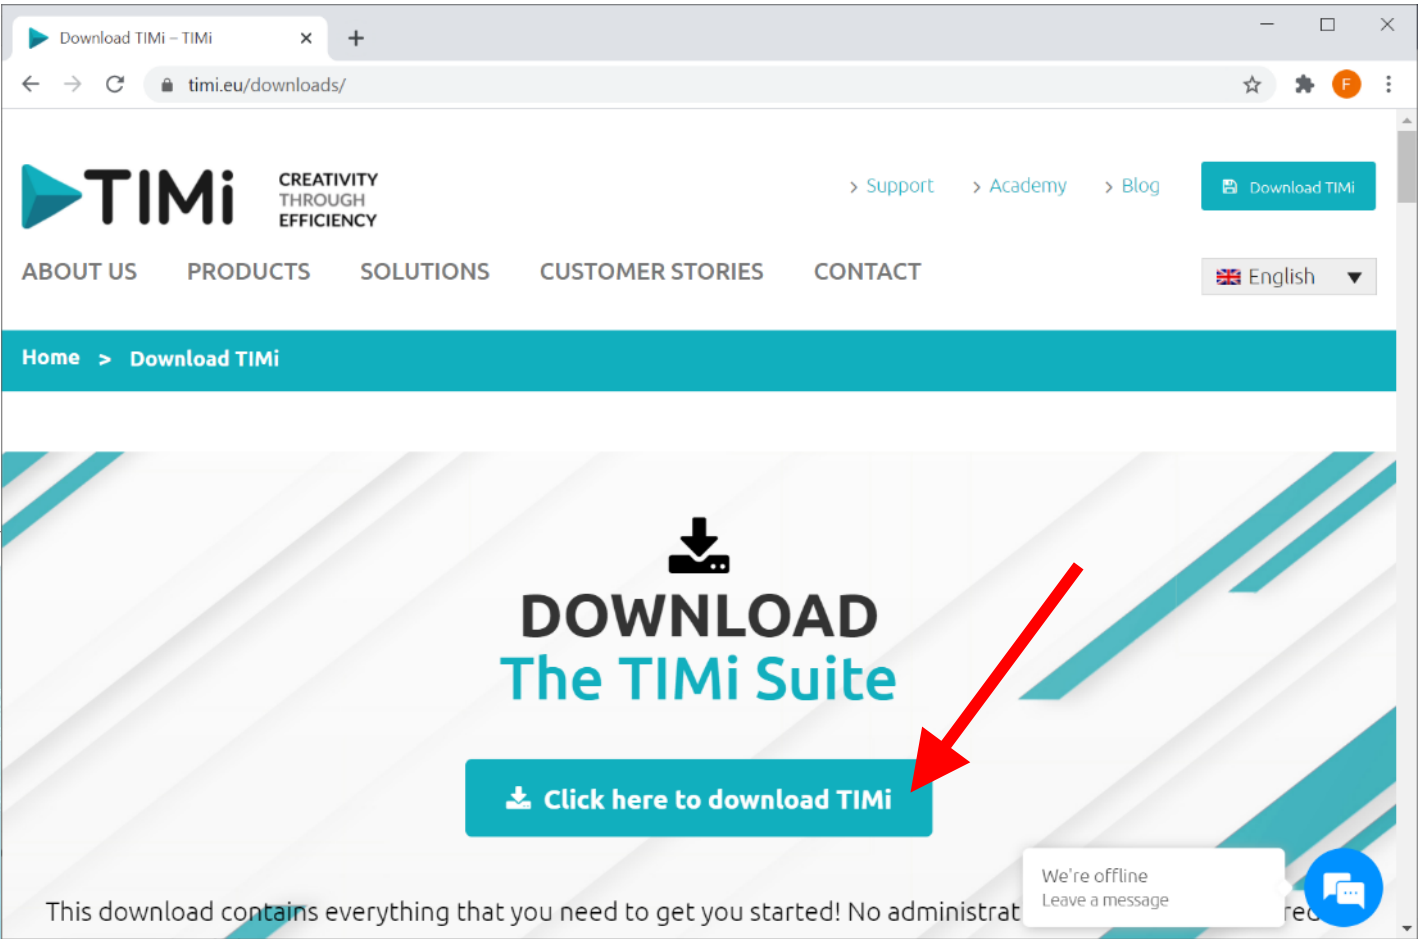 Download TIMi – TIMi
timi.eu/downloads/
F
TIMi
CREATIVITY
THROUGH
EFFICIENCY
> Support > Academy > Blog
Download TIMi
ABOUT US PRODUCTS SOLUTIONS CUSTOMER STORIES CONTACT
English
Home > Download TIMi
DOWNLOAD
The TIMi Suite
Click here to download TIMi
We're offline
Leave a message
This download contains everything that you need to get you started! No administrat